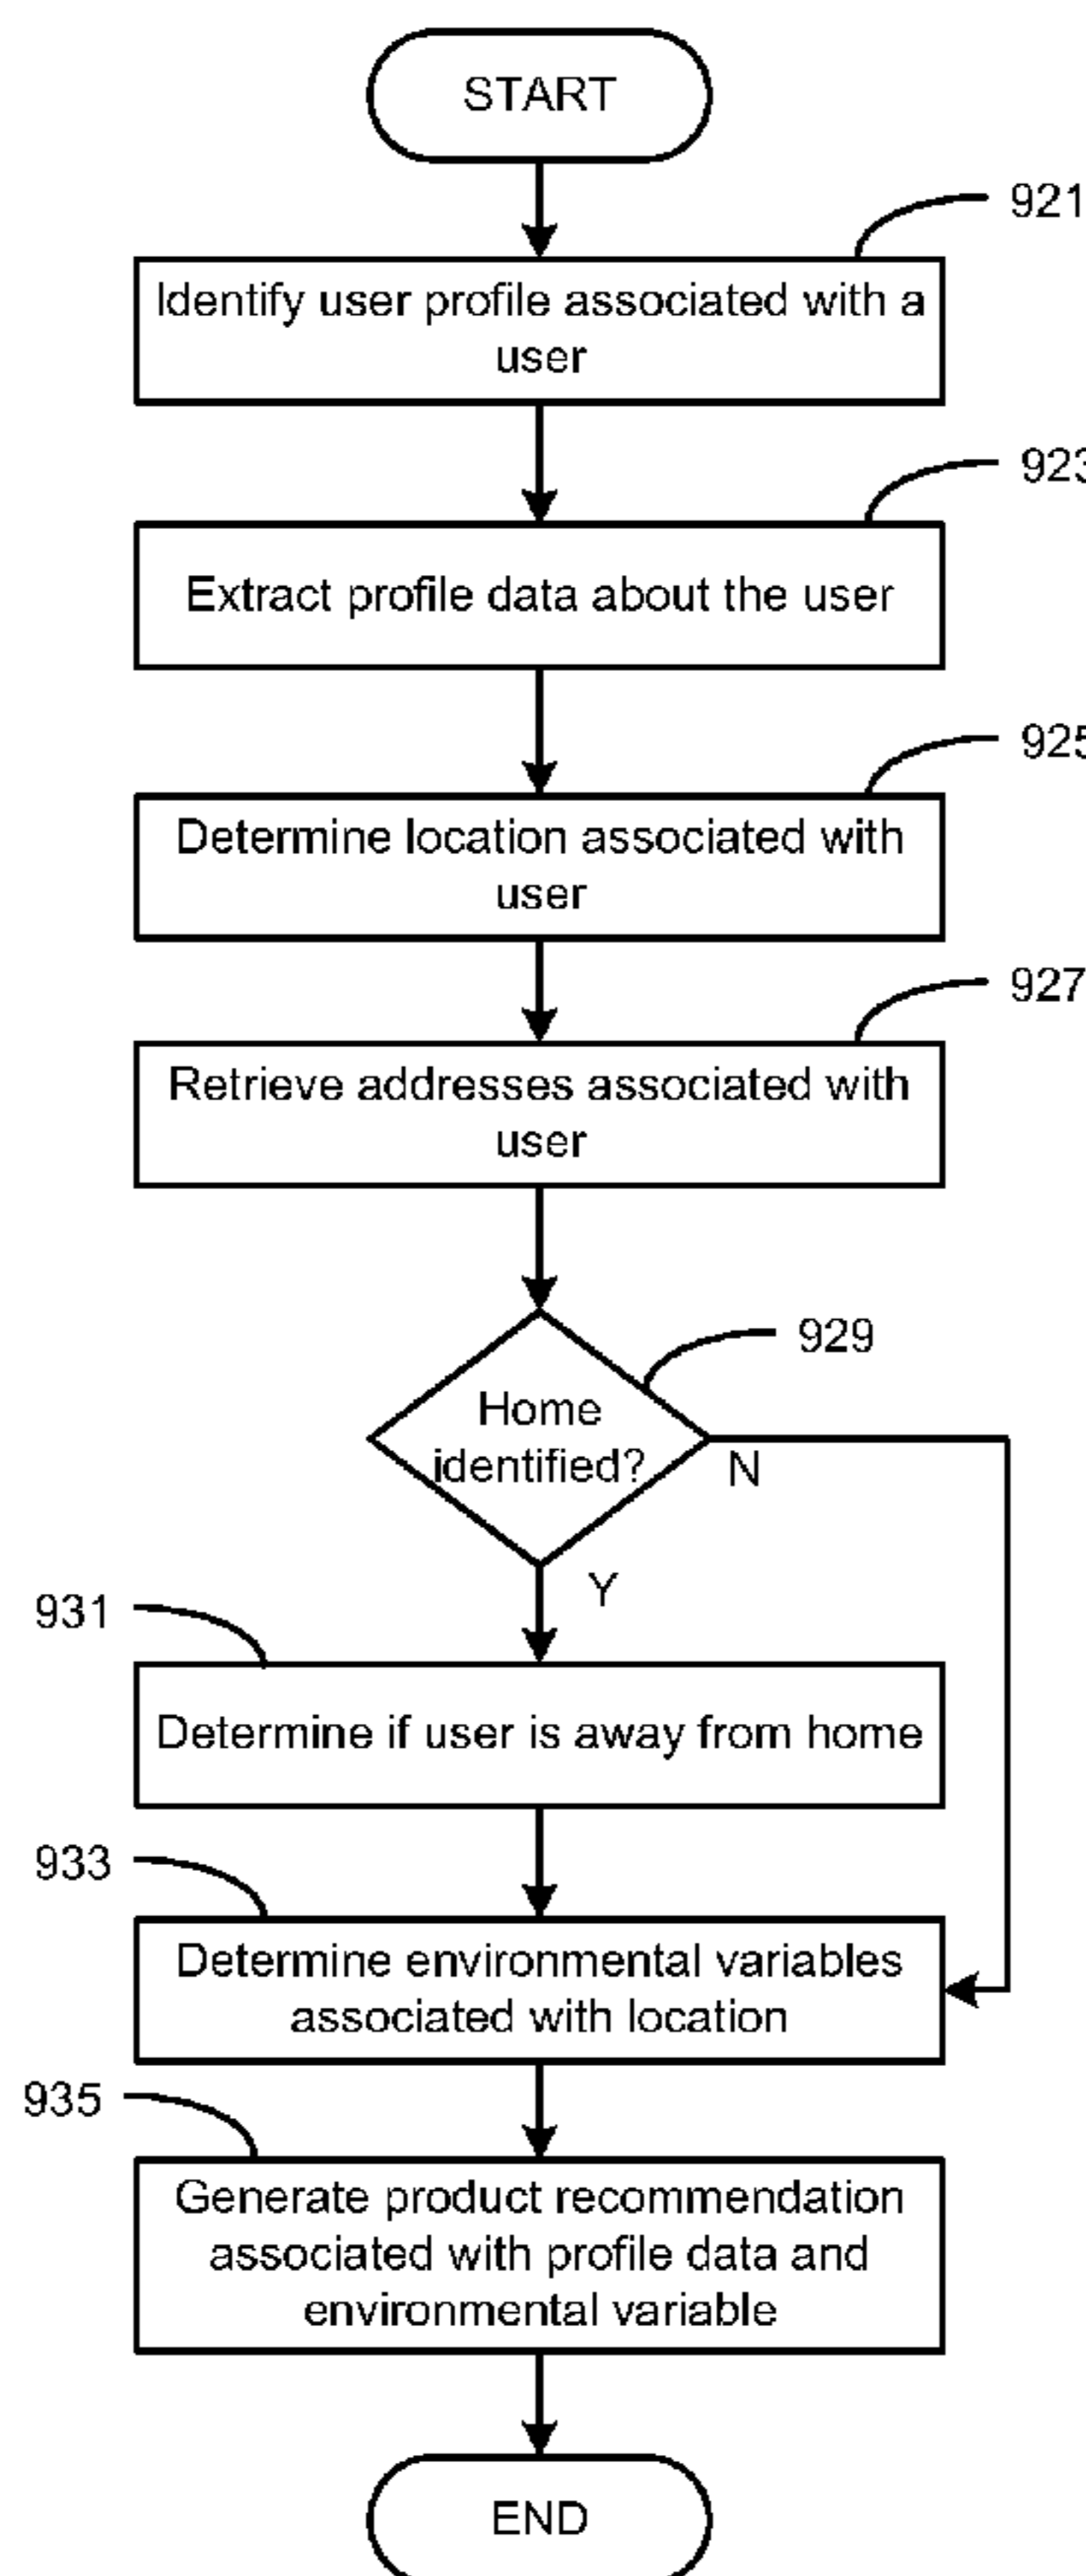 START
921
Identify user profile associated with a
user
923
Extract profile data about the user
925
Determine location associated with
user
927
Retrieve addresses associated with
user
929
Home
identified?
N
Y
931
Determine if user is away from home
933
Determine environmental variables
associated with location
935
Generate product recommendation
associated with profile data and
environmental variable
END